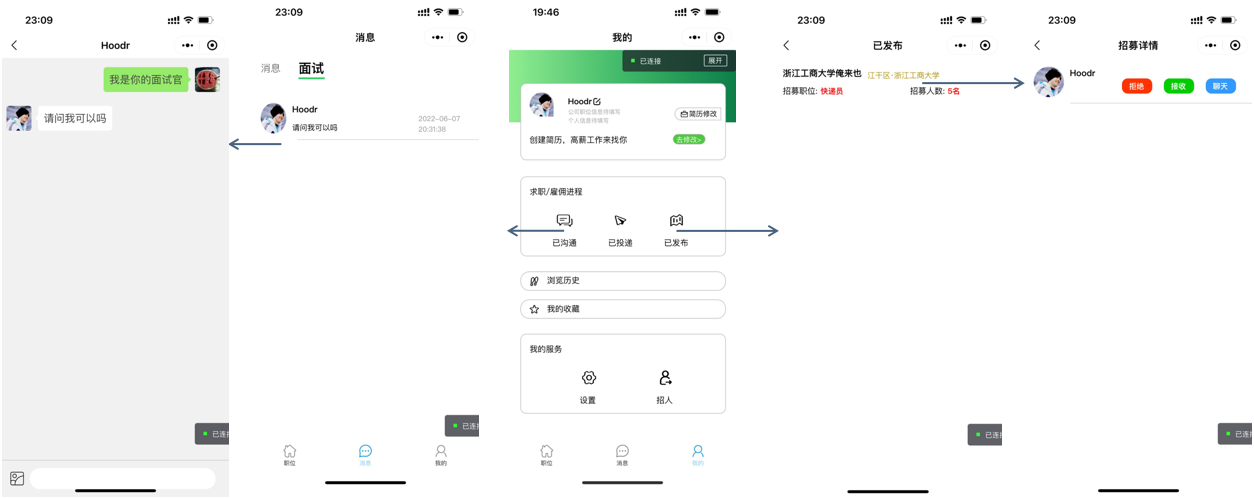 23:09
Hoodr
我是你的面试官
请问我可以吗
已连接
23:09
消息
消息
面试
Hoodr
请问我可以吗
2022-06-07
20:31:38
已连接
职位
消息
我的
19:46
我的
已连接
展开
Hoodr
公司职位信息待填写
个人信息待填写
简历修改
创建简历，高薪工作来找你
去修改>
求职/雇佣进程
已沟通
已投递
已发布
浏览历史
我的收藏
我的服务
设置
招人
职位
消息
我的
23:09
已发布
浙江工商大学俺来也
江干区-浙江工商大学
招募职位: 快递员
招募人数: 5名
已连接
23:09
招募详情
Hoodr
拒绝
接收
聊天
已连接